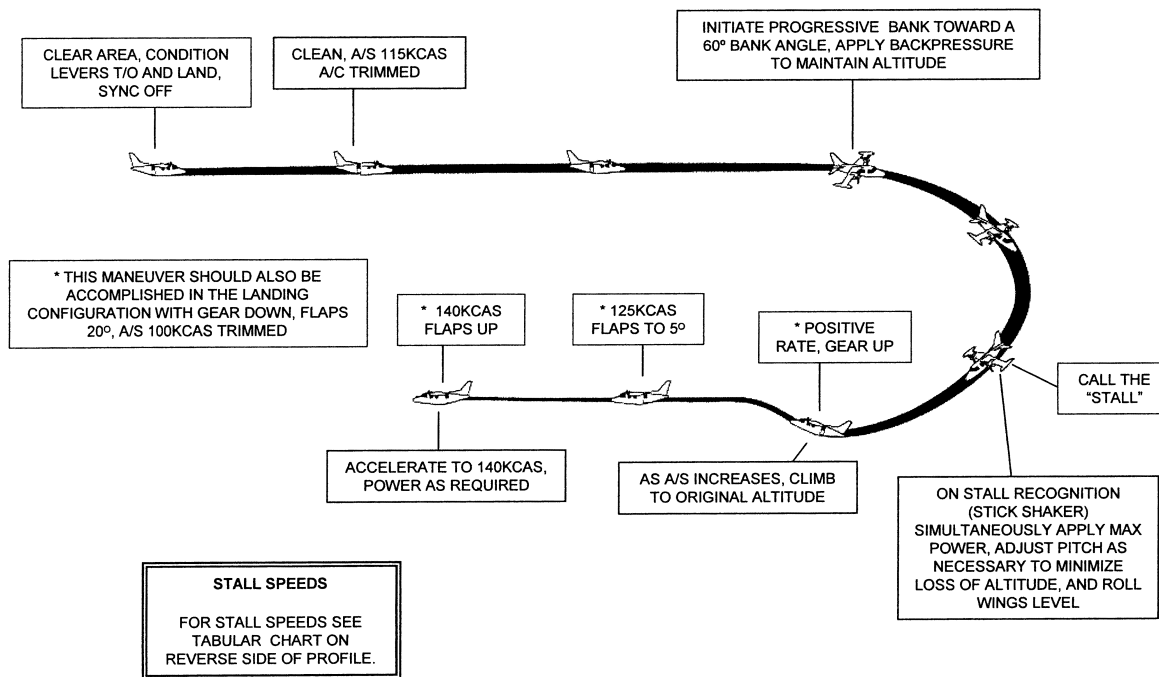 CLEAR AREA, CONDITION
LEVERS T/O AND LAND,
SYNC OFF
CLEAN, A/S 115KCAS
A/C TRIMMED
INITIATE PROGRESSIVE BANK TOWARD A
60º BANK ANGLE, APPLY BACKPRESSURE
TO MAINTAIN ALTITUDE
* THIS MANEUVER SHOULD ALSO BE
ACCOMPLISHED IN THE LANDING
CONFIGURATION WITH GEAR DOWN, FLAPS
20º, A/S 100KCAS TRIMMED
* 140KCAS
FLAPS UP
* 125KCAS
FLAPS TO 5º
* POSITIVE
RATE, GEAR UP
CALL THE
"STALL"
ACCELERATE TO 140KCAS,
POWER AS REQUIRED
AS A/S INCREASES, CLIMB
TO ORIGINAL ALTITUDE
ON STALL RECOGNITION
(STICK SHAKER)
SIMULTANEOUSLY APPLY MAX
POWER, ADJUST PITCH AS
NECESSARY TO MINIMIZE
LOSS OF ALTITUDE, AND ROLL
WINGS LEVEL
STALL SPEEDS
FOR STALL SPEEDS SEE
TABULAR CHART ON
REVERSE SIDE OF PROFILE.